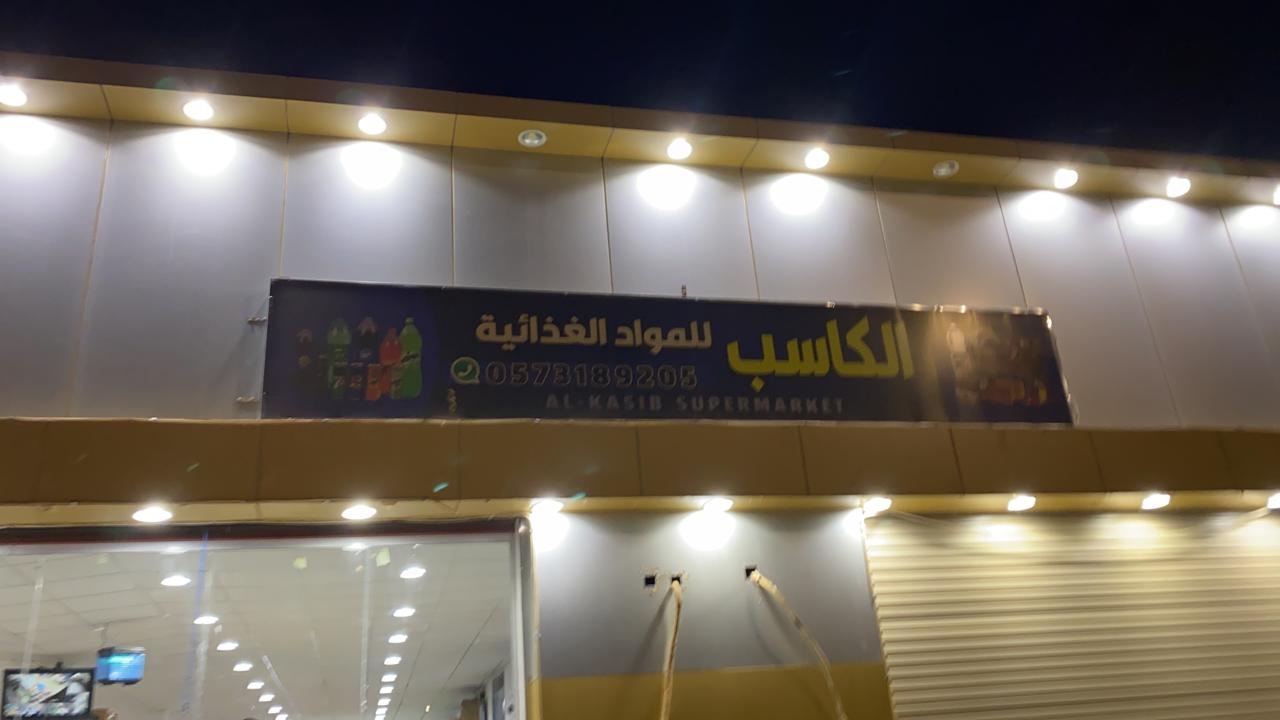 الكاسب
للمواد الغذائية
0573189205
AL-KASIB SUPERMARKET